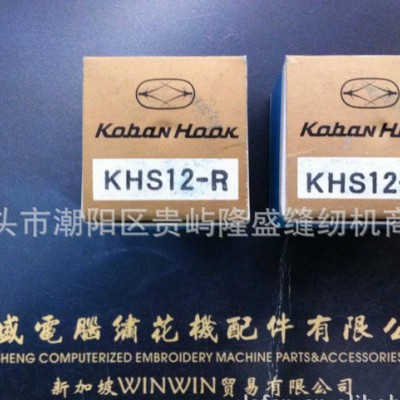 Koban Hook
KHS12-R
Koban Hook
KHS12-
头市潮阳区贵屿隆盛缝纫机商
盛電腦繡花機配件有限公
SHENG COMPUTERIZED EMBROIDERY MACHINE PARTS&ACCESSORIES
新加坡WINWIN貿易有限公司